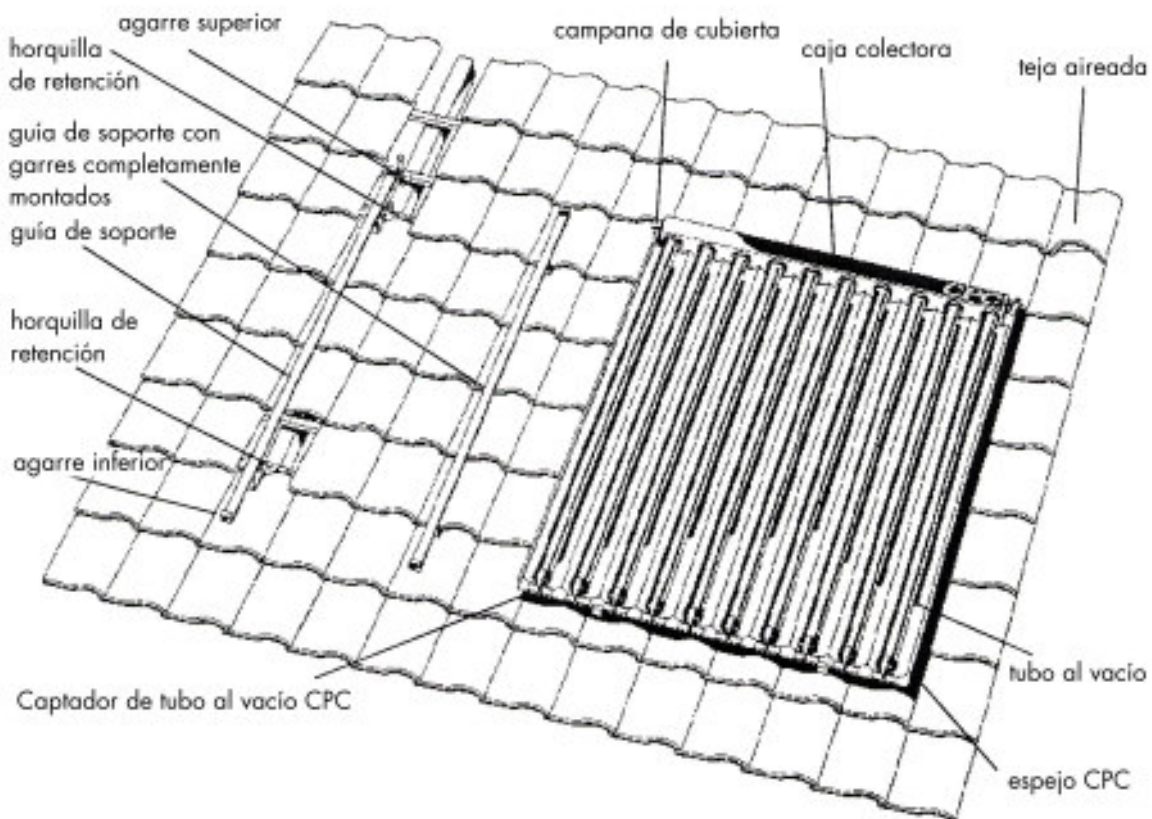 agarre superior
horquilla
de retención
guía de soporte con
garres completamente
montados
guía de soporte
horquilla de
retención
agarre inferior
Captador de tubo al vacío CPC
campana de cubierta
caja colectora
teja aireada
tubo al vacío
espejo CPC